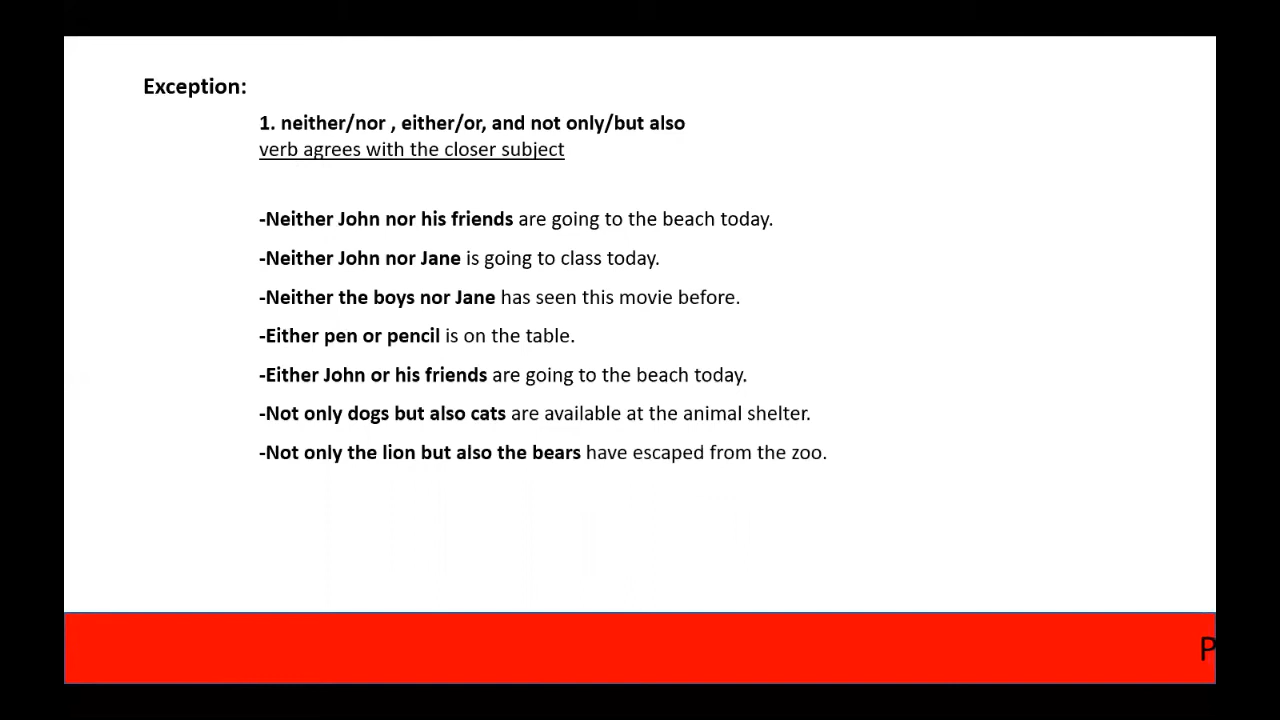 Exception:
1. neither/nor , either/or, and not only/but also
verb agrees with the closer subject
-Neither John nor his friends are going to the beach today.
-Neither John nor Jane is going to class today.
-Neither the boys nor Jane has seen this movie before.
-Either pen or pencil is on the table.
-Either John or his friends are going to the beach today.
-Not only dogs but also cats are available at the animal shelter.
-Not only the lion but also the bears have escaped from the zoo.
P